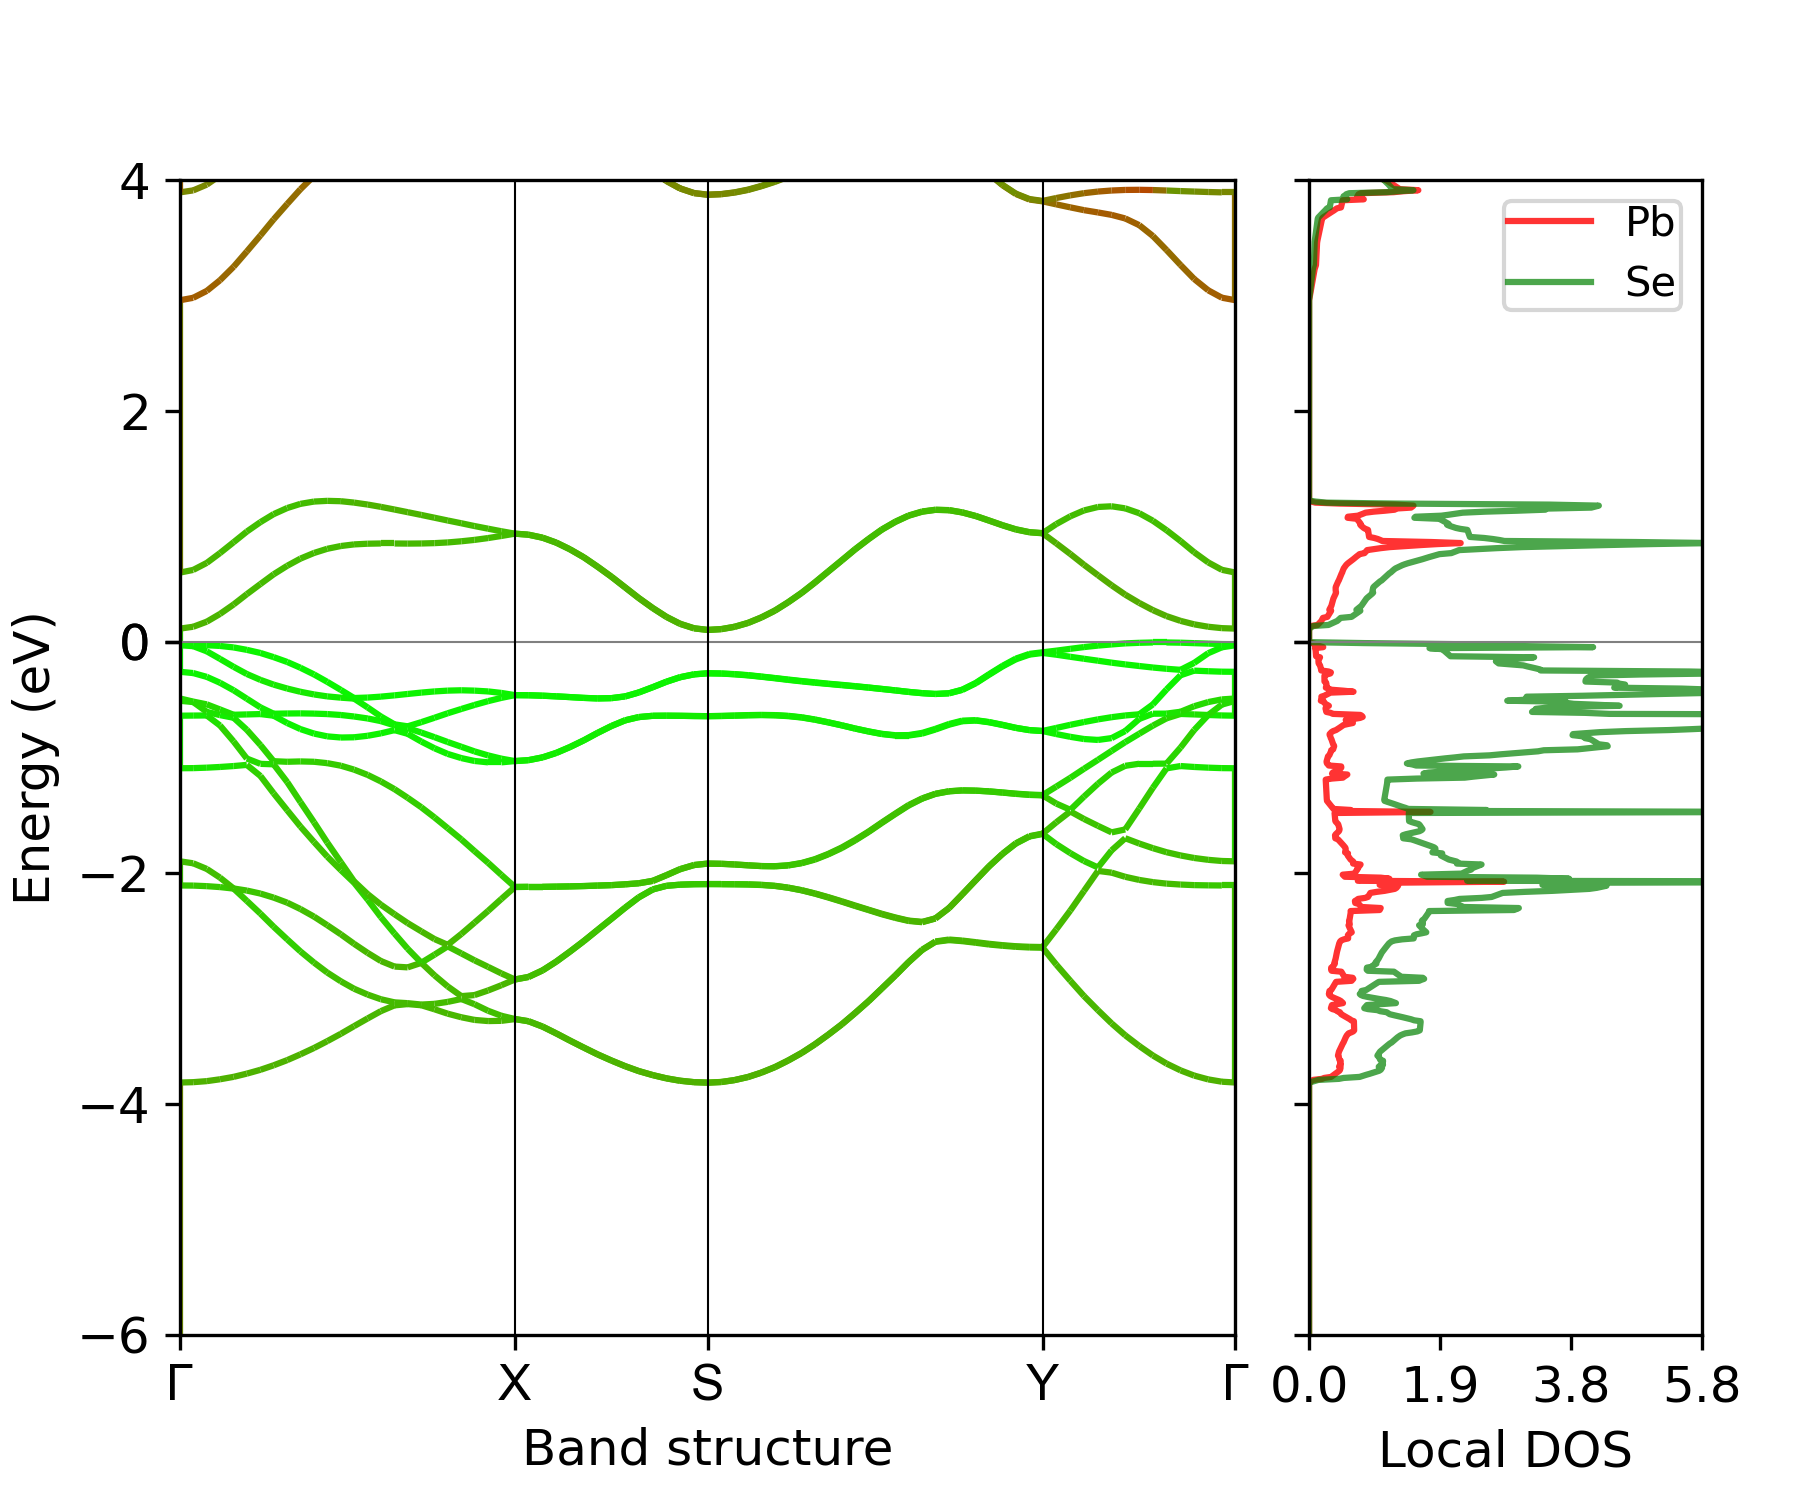 4
2
0
−2
−4
−6
Energy (eV)
Γ X S Y Γ
Band structure
Pb
Se
0.0 1.9 3.8 5.8
Local DOS